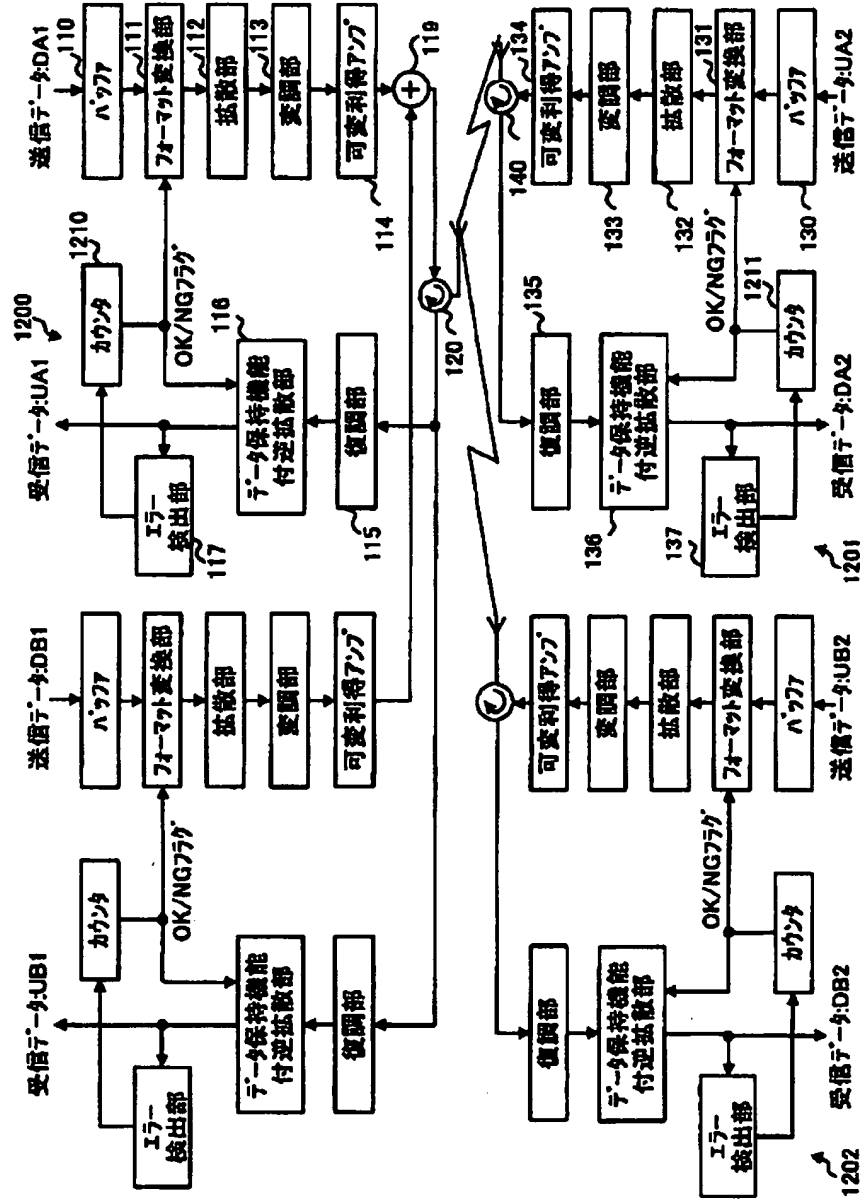 送信データ:DA1
110
バッファ
111
フォーマット変換部
112
拡散部
113
変調部
可変利得アンプ
114
119
受信データ:UA1
1200
カウンタ
1210
OK/NGフラグ
116
データ保持機能
付逆拡散部
エラー
検出部
117
復調部
115
120
送信データ:DB1
バッファ
フォーマット変換部
拡散部
変調部
可変利得アンプ
受信データ:UB1
カウンタ
OK/NGフラグ
データ保持機能
付逆拡散部
エラー
検出部
復調部
140
134
可変利得アンプ
変調部
133
拡散部
132
131
フォーマット変換部
バッファ
130
送信データ:UA2
135
復調部
データ保持機能
付逆拡散部
136
OK/NGフラグ
1211
カウンタ
エラー
検出部
137
受信データ:DA2
1201
可変利得アンプ
変調部
拡散部
フォーマット変換部
バッファ
送信データ:UB2
復調部
データ保持機能
付逆拡散部
OK/NGフラグ
カウンタ
エラー
検出部
受信データ:DB2
1202